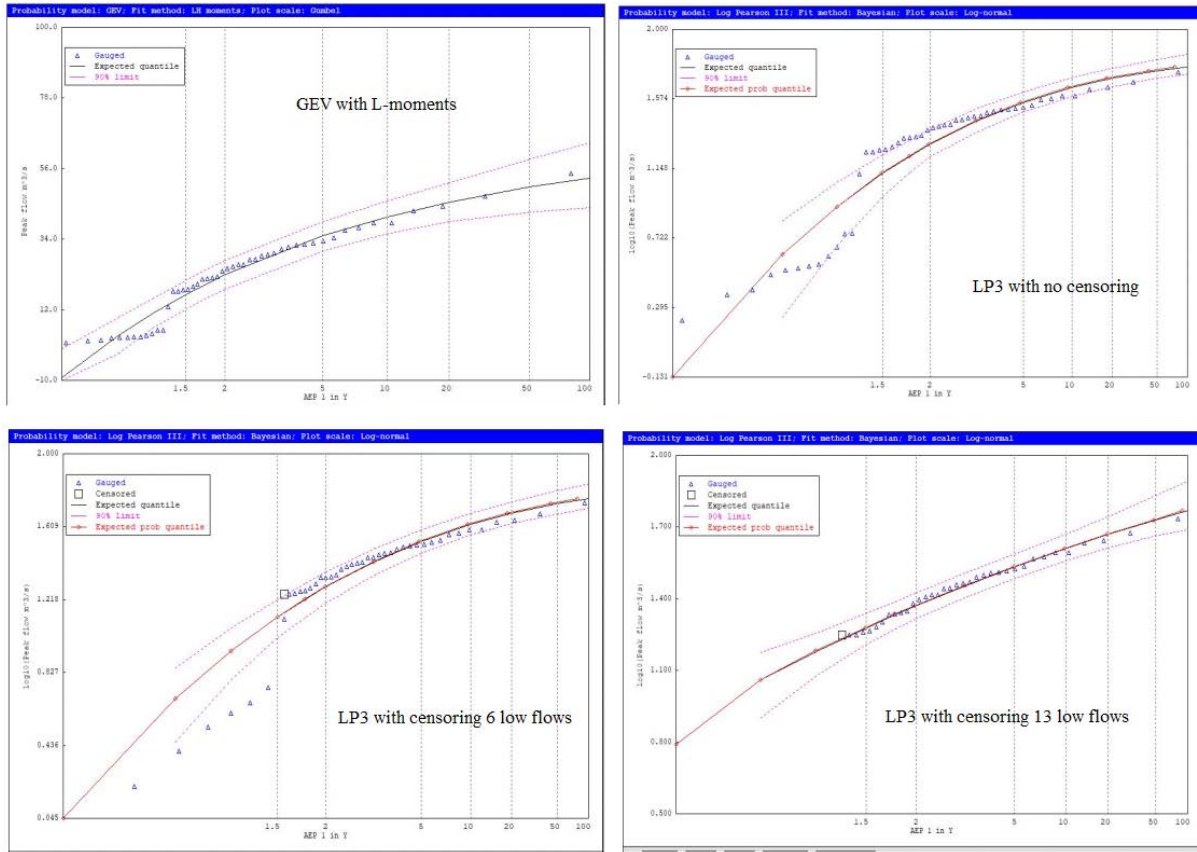 Probability model: GEV; Fit method: LH moments; Plot scale: Gumbel
100.0
78.0
56.0
34.0
12.0
-10.0
Peak flow m^3/s)
Gauged
Expected quantile
90% limit
GEV with L-moments
1.5
2
5
10
20
50
100
AEP 1 in Y
Probability model: Log Pearson III; Fit method: Bayesian; Plot scale: Log-normal
2.000
1.574
1.148
0.722
0.295
-0.131
log10(Peak flow m^3/s)
Gauged
Expected quantile
90% limit
Expected prob quantile
LP3 with no censoring
1.5
2
5
10
20
50
100
AEP 1 in Y
Probability model: Log Pearson III; Fit method: Bayesian; Plot scale: Log-normal
2.000
1.609
1.218
0.827
0.436
0.045
log10(Peak flow m^3/s)
Gauged
Censored
Expected quantile
90% limit
Expected prob quantile
LP3 with censoring 6 low flows
1.5
2
5
10
20
50
100
AEP 1 in Y
Probability model: Log Pearson III; Fit method: Bayesian; Plot scale: Log-normal
2.000
1.700
1.400
1.100
0.800
0.500
log10(Peak flow m^3/s)
Gauged
Censored
Expected quantile
90% limit
Expected prob quantile
LP3 with censoring 13 low flows
1.5
2
5
10
20
50
100
AEP 1 in Y